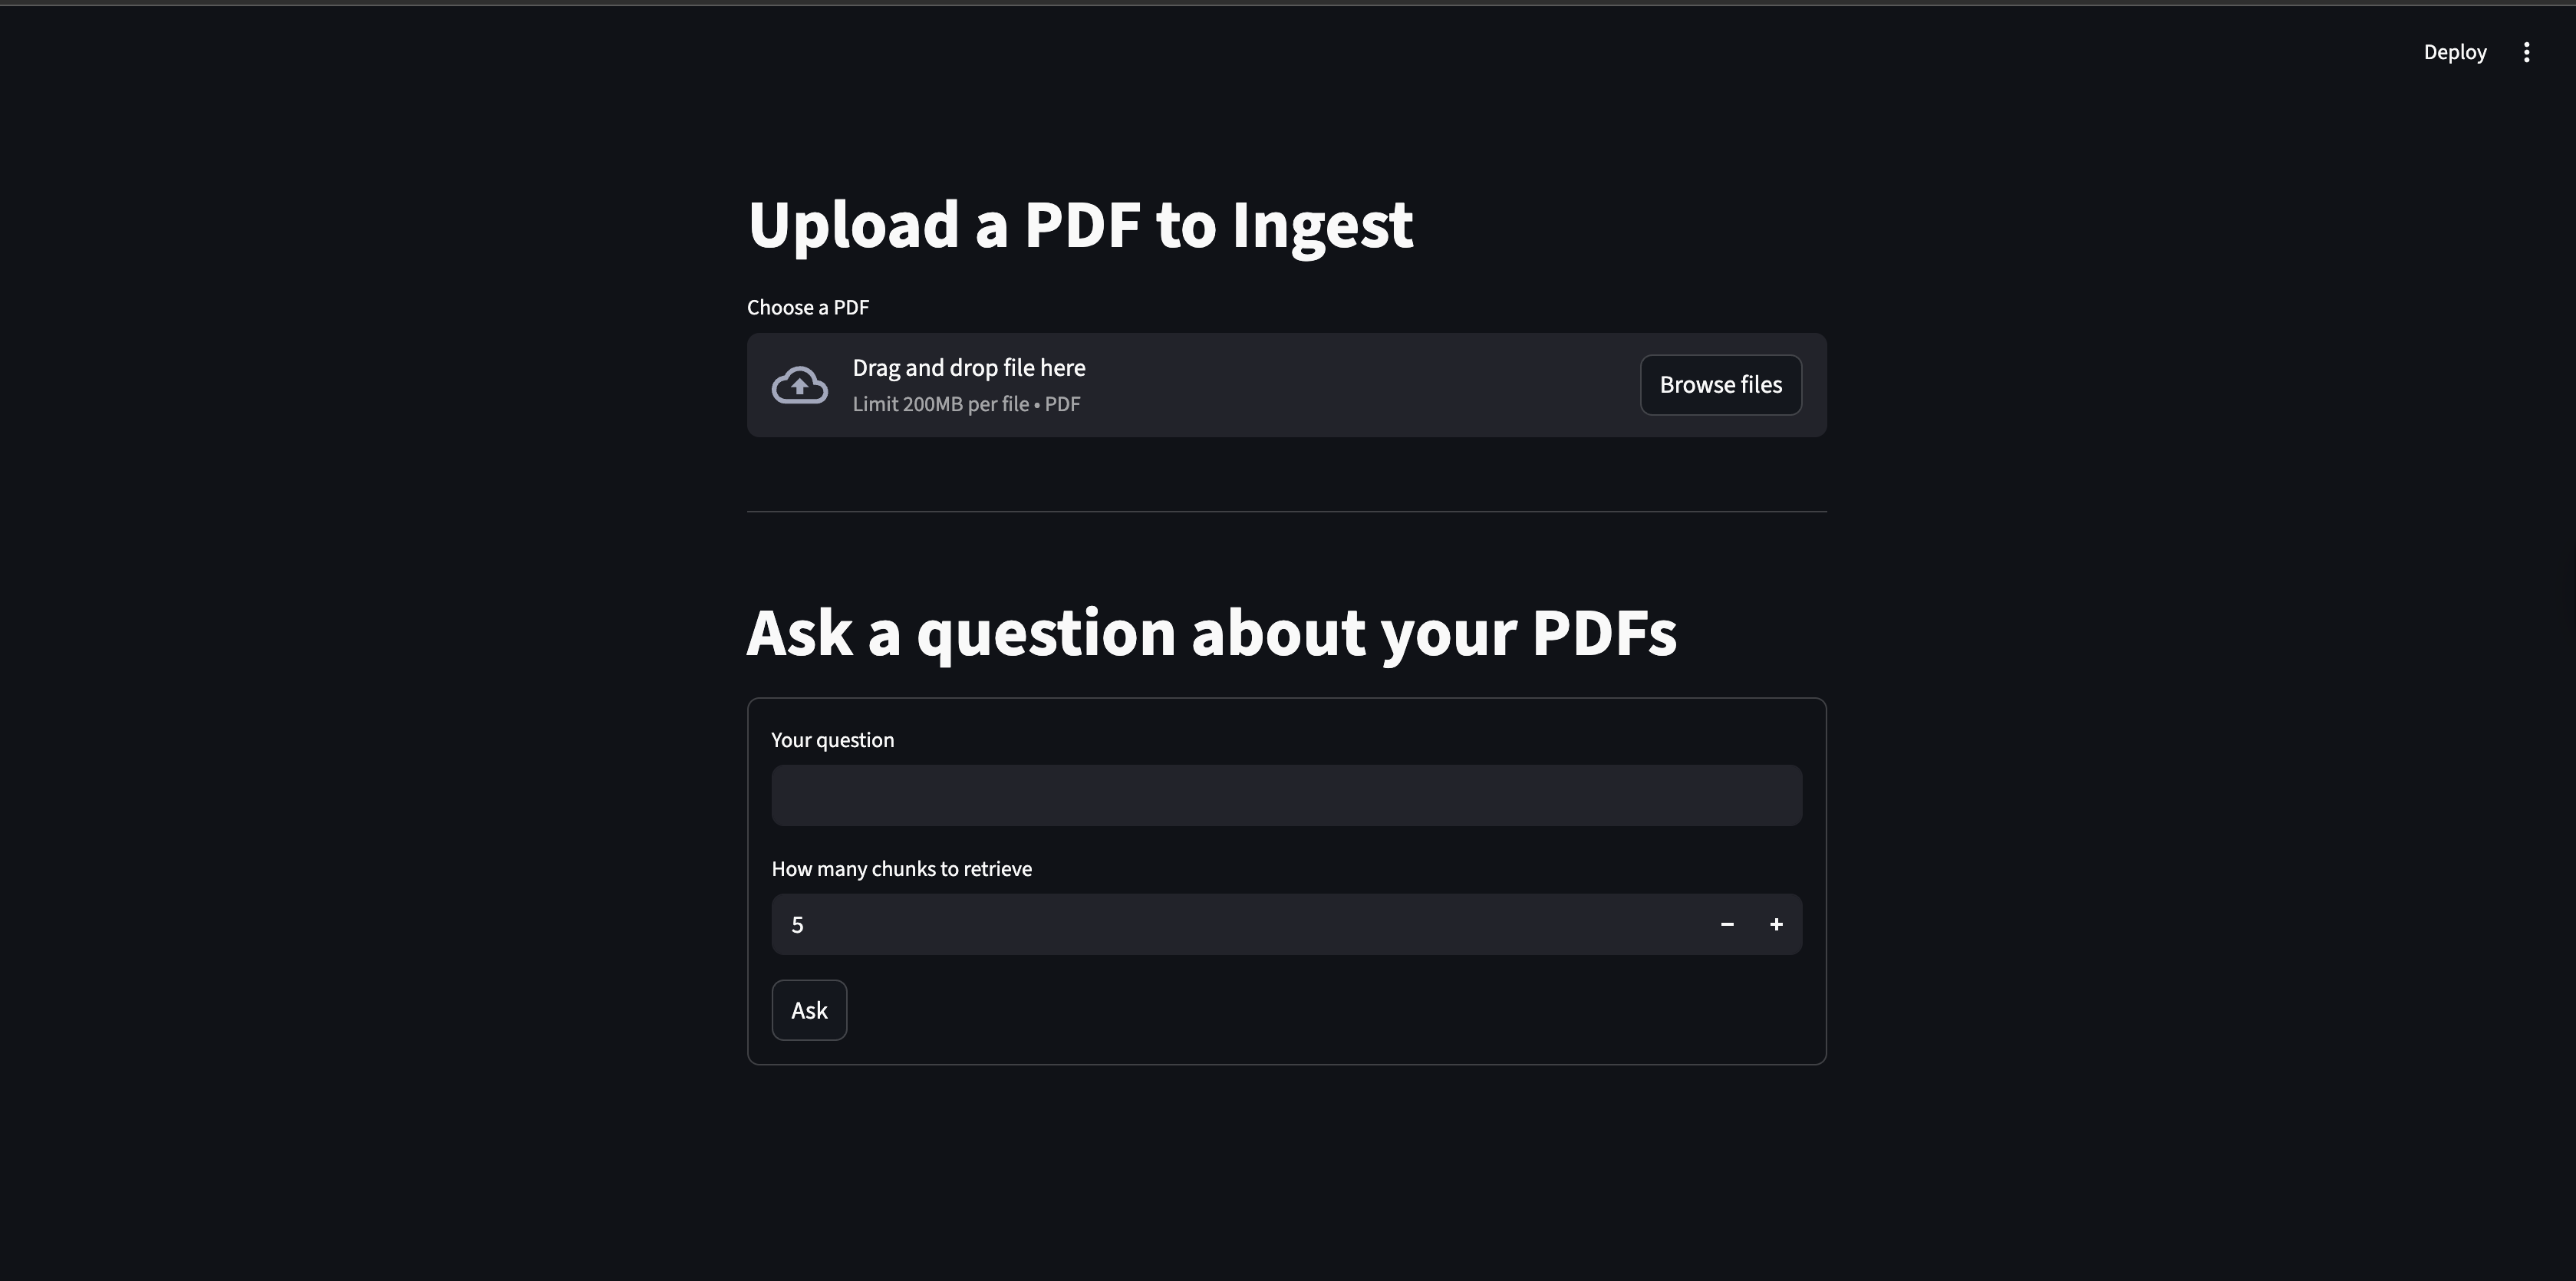 Deploy
Upload a PDF to Ingest
Choose a PDF
Drag and drop file here
Limit 200MB per file • PDF
Browse files
Ask a question about your PDFs
Your question
How many chunks to retrieve
5
Ask